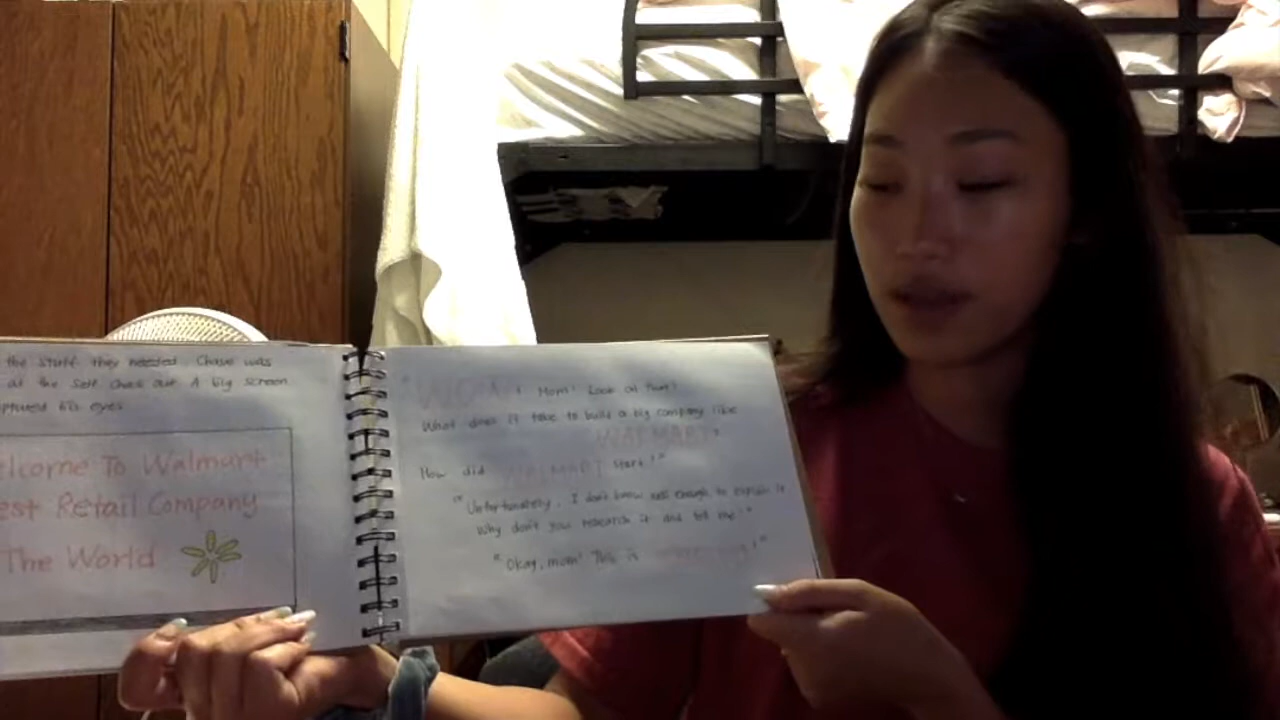 the stuff they needed. Chase was
at the self check out. A big screen
captured his eyes
elcome To Walmart
est Retail Company
The World
"WOAH! Mom! Look at that!
What does it take to build a big company like
WALMART?
How did WALMART start?"
"Unfortunately, I don't know well enough to explain it
Why don't you research it and tell me!"
"Okay, mom! This is !"